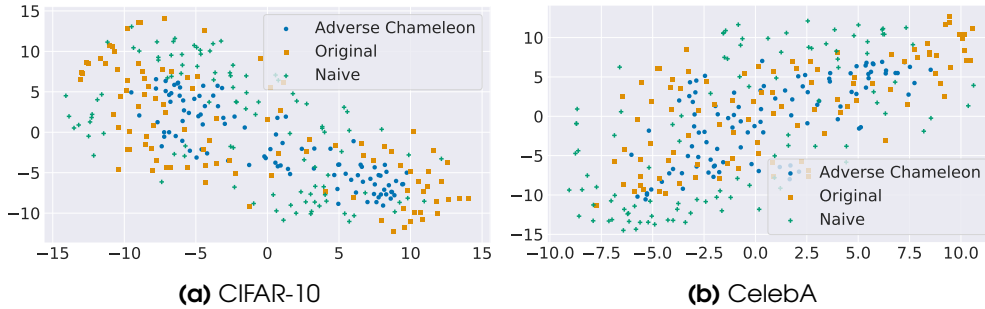 15
10
5
0
−5
−10
−15 −10 −5 0 5 10 15
Adverse Chameleon
Original
Naive
(a) CIFAR-10
10
5
0
−5
−10
−15
−10.0 −7.5 −5.0 −2.5 0.0 2.5 5.0 7.5 10.0
Adverse Chameleon
Original
Naive
(b) CelebA